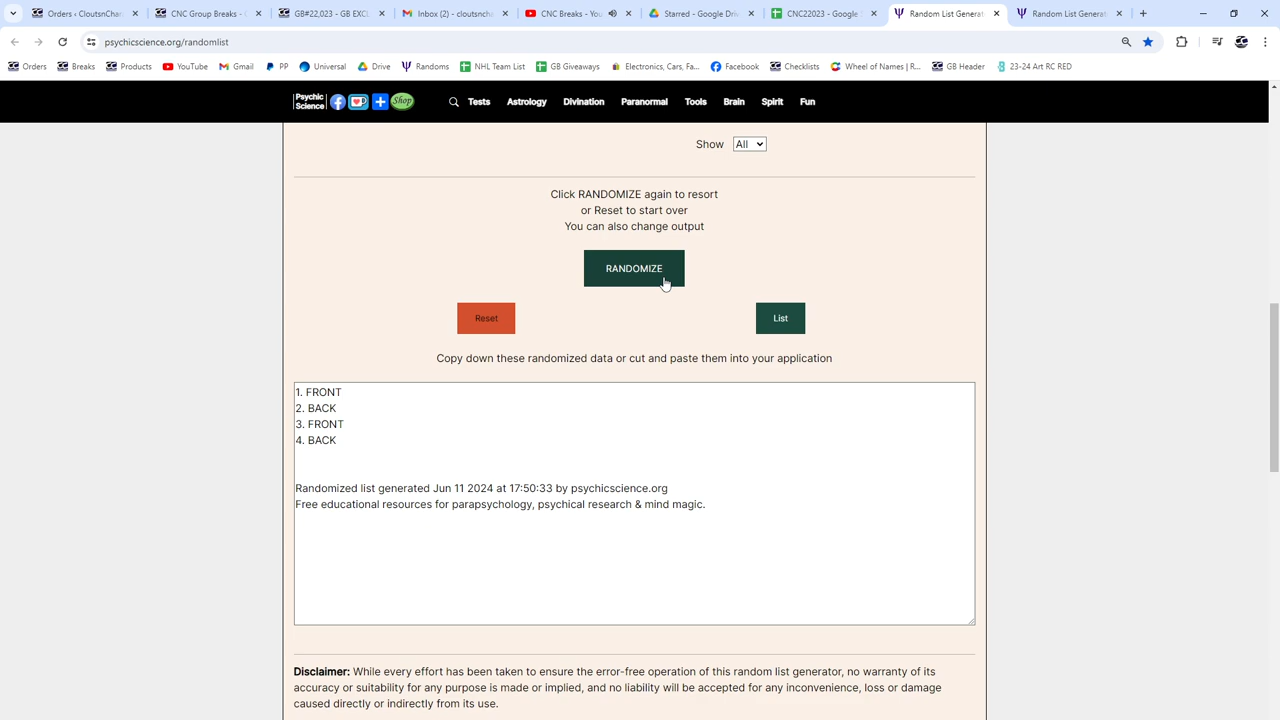 Orders · CloutsnChar
CNC Group Breaks - G
GB#22,023 - GB EXCL
Inbox (2) - cloutsnch
CNC Breaks - You
Starred - Google Dri
CNC22023 - Google S
Random List Generat
Random List Generat
psychicscience.org/randomlist
Orders
Breaks
Products
YouTube
Gmail
PP
Universal
Drive
Randoms
NHL Team List
GB Giveaways
Electronics, Cars, Fa...
Facebook
Checklists
Wheel of Names | R...
GB Header
23-24 Art RC RED
Psychic
Science
Shop
Tests
Astrology
Divination
Paranormal
Tools
Brain
Spirit
Fun
Show All
Click RANDOMIZE again to resort
or Reset to start over
You can also change output
RANDOMIZE
Reset
List
Copy down these randomized data or cut and paste them into your application
1. FRONT
2. BACK
3. FRONT
4. BACK
Randomized list generated Jun 11 2024 at 17:50:33 by psychicscience.org
Free educational resources for parapsychology, psychical research & mind magic.
Disclaimer: While every effort has been taken to ensure the error-free operation of this random list generator, no warranty of its
accuracy or suitability for any purpose is made or implied, and no liability will be accepted for any inconvenience, loss or damage
caused directly or indirectly from its use.